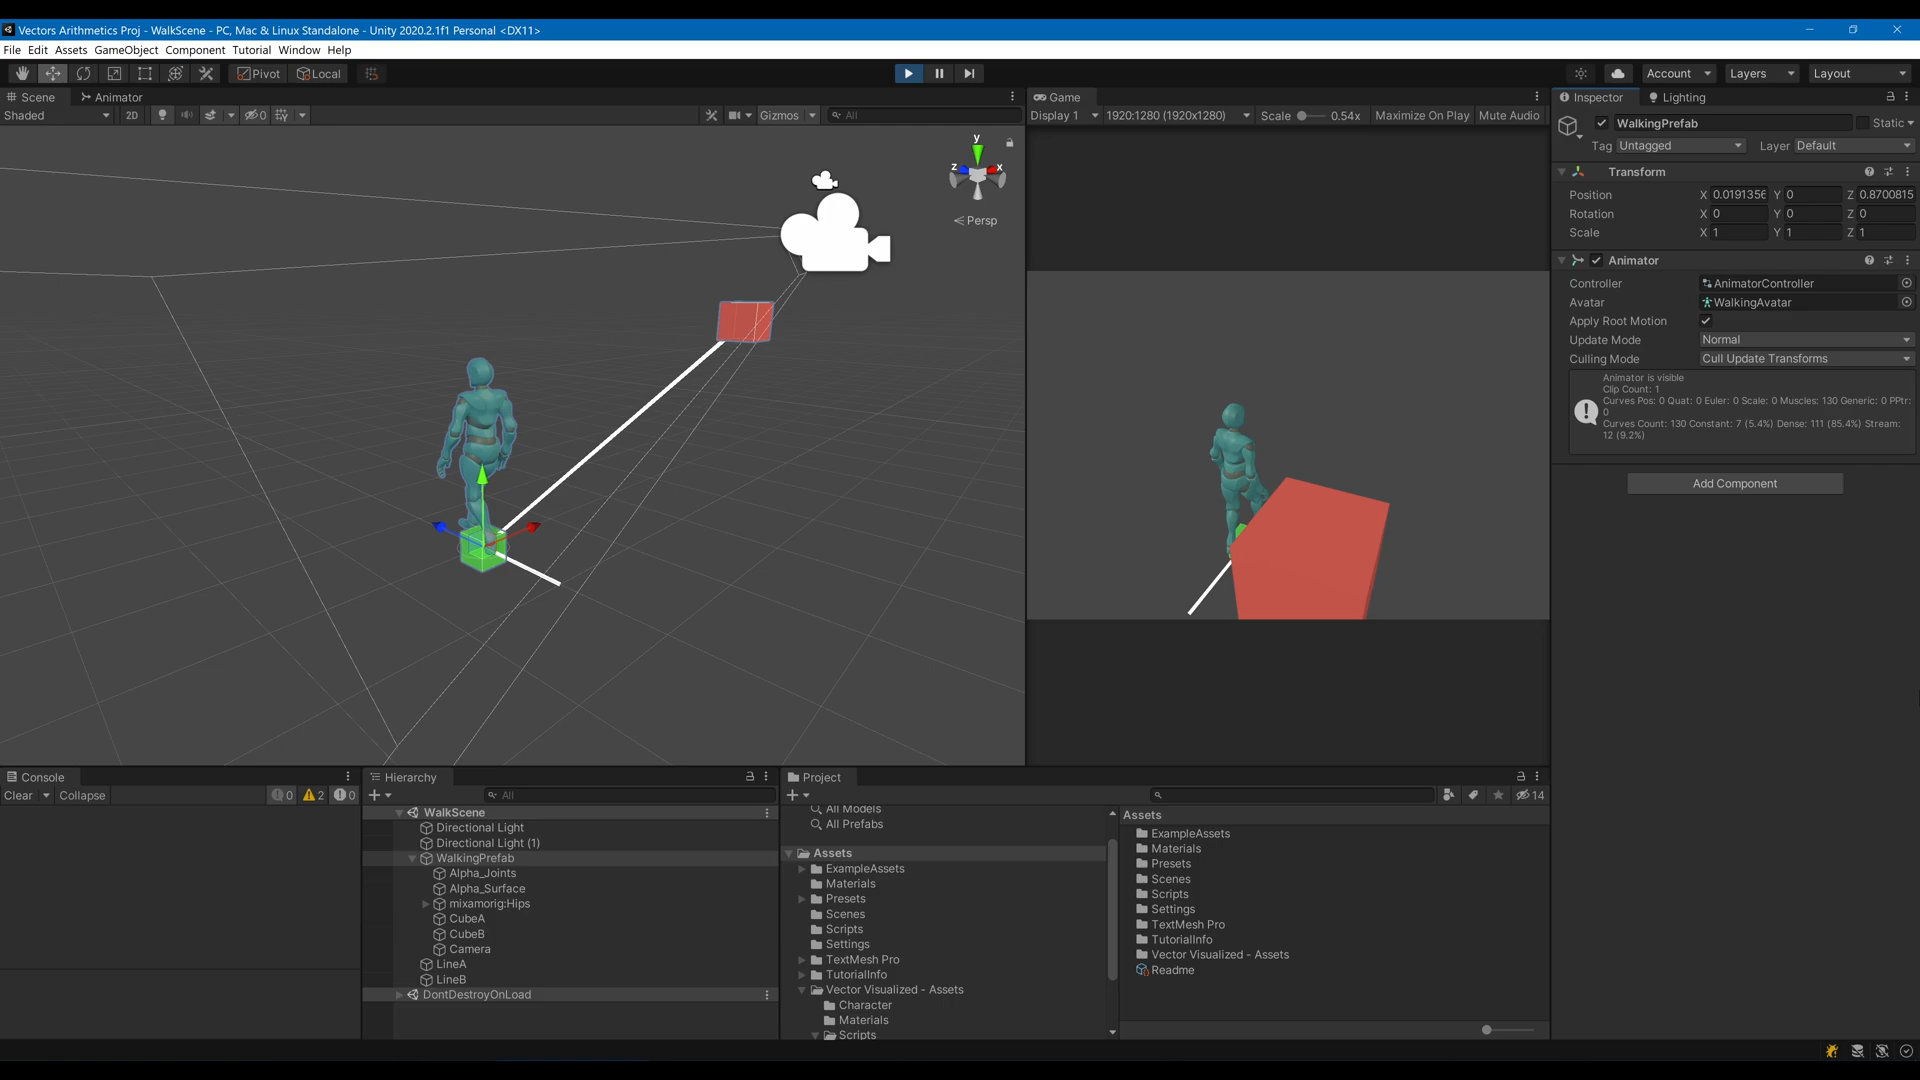 Vectors Arithmetics Proj - WalkScene - PC, Mac & Linux Standalone - Unity 2020.2.1f1 Personal <DX11>
File Edit Assets GameObject Component Tutorial Window Help
Pivot Local Account Layers Layout
Scene Animator
Shaded 2D 0 Gizmos All
y
z x
Persp
Game
Display 1 1920:1280 (1920x1280) Scale 0.54x Maximize On Play Mute Audio
Inspector Lighting
WalkingPrefab Static
Tag Untagged Layer Default
Transform
Position X 0.0191356 Y 0 Z 0.8700815
Rotation X 0 Y 0 Z 0
Scale X 1 Y 1 Z 1
Animator
Controller AnimatorController
Avatar WalkingAvatar
Apply Root Motion
Update Mode Normal
Culling Mode Cull Update Transforms
Animator is visible
Clip Count: 1
Curves Pos: 0 Quat: 0 Euler: 0 Scale: 0 Muscles: 130 Generic: 0 PPtr:
0
Curves Count: 130 Constant: 7 (5.4%) Dense: 111 (85.4%) Stream:
12 (9.2%)
Add Component
Console
Clear Collapse 0 2 0
Hierarchy
All
WalkScene
Directional Light
Directional Light (1)
WalkingPrefab
Alpha_Joints
Alpha_Surface
mixamorig:Hips
CubeA
CubeB
Camera
LineA
LineB
DontDestroyOnLoad
Project
14
All Models
All Prefabs
Assets
ExampleAssets
Materials
Presets
Scenes
Scripts
Settings
TextMesh Pro
TutorialInfo
Vector Visualized - Assets
Character
Materials
Scripts
Assets
ExampleAssets
Materials
Presets
Scenes
Scripts
Settings
TextMesh Pro
TutorialInfo
Vector Visualized - Assets
Readme